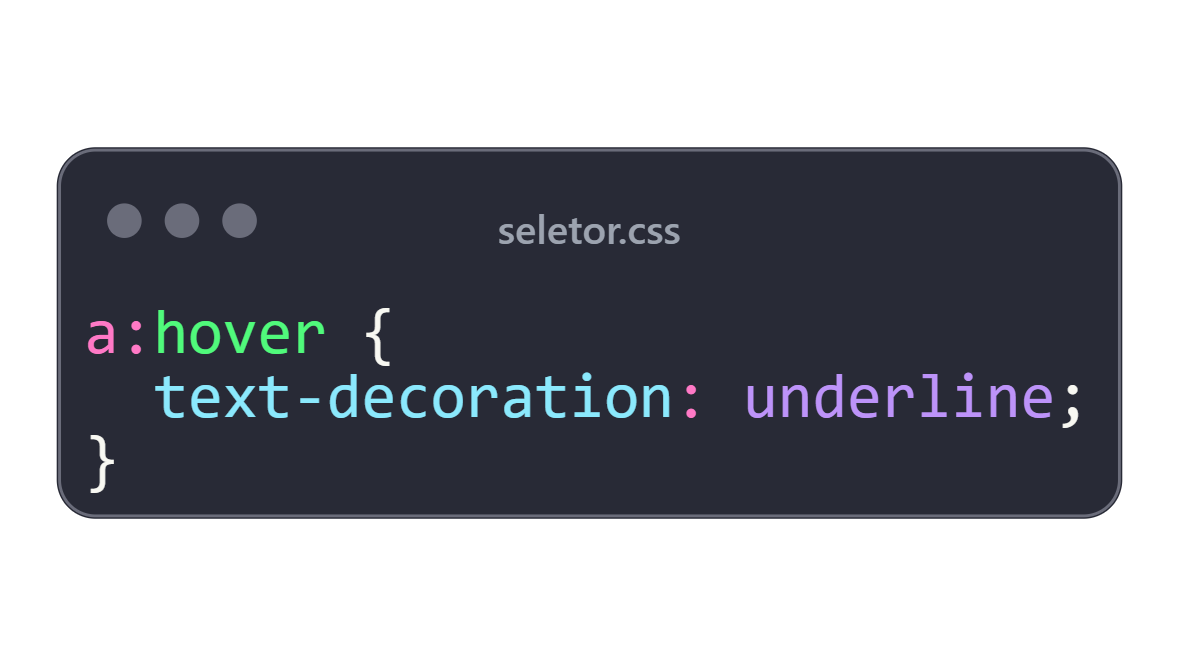 seletor.css
a:hover {
  text-decoration: underline;
}